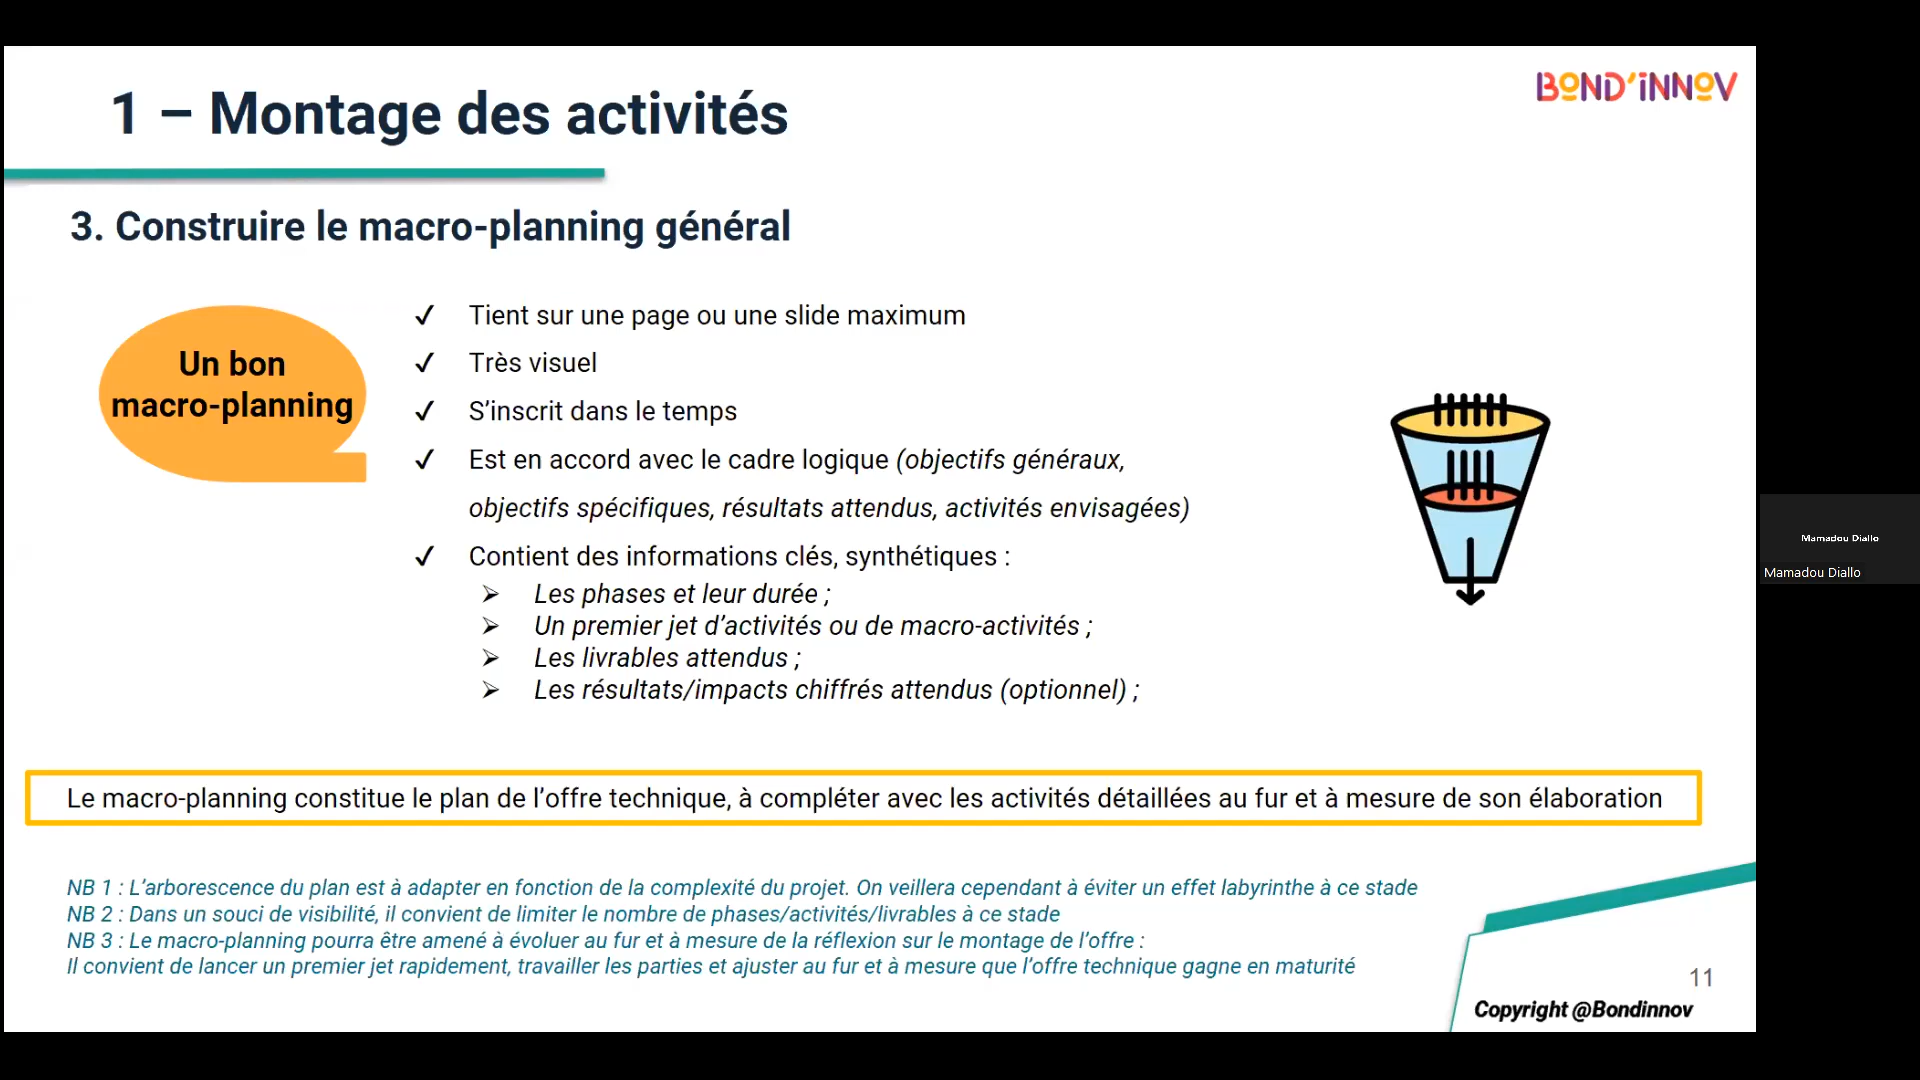 1 – Montage des activités
BOND'iNNOV
3. Construire le macro-planning général
Un bon
macro-planning
✓ Tient sur une page ou une slide maximum
✓ Très visuel
✓ S’inscrit dans le temps
✓ Est en accord avec le cadre logique (objectifs généraux,
objectifs spécifiques, résultats attendus, activités envisagées)
✓ Contient des informations clés, synthétiques :
➢ Les phases et leur durée ;
➢ Un premier jet d’activités ou de macro-activités ;
➢ Les livrables attendus ;
➢ Les résultats/impacts chiffrés attendus (optionnel) ;
Mamadou Diallo
Mamadou Diallo
Le macro-planning constitue le plan de l’offre technique, à compléter avec les activités détaillées au fur et à mesure de son élaboration
NB 1 : L’arborescence du plan est à adapter en fonction de la complexité du projet. On veillera cependant à éviter un effet labyrinthe à ce stade
NB 2 : Dans un souci de visibilité, il convient de limiter le nombre de phases/activités/livrables à ce stade
NB 3 : Le macro-planning pourra être amené à évoluer au fur et à mesure de la réflexion sur le montage de l’offre :
Il convient de lancer un premier jet rapidement, travailler les parties et ajuster au fur et à mesure que l’offre technique gagne en maturité
11
Copyright @Bondinnov